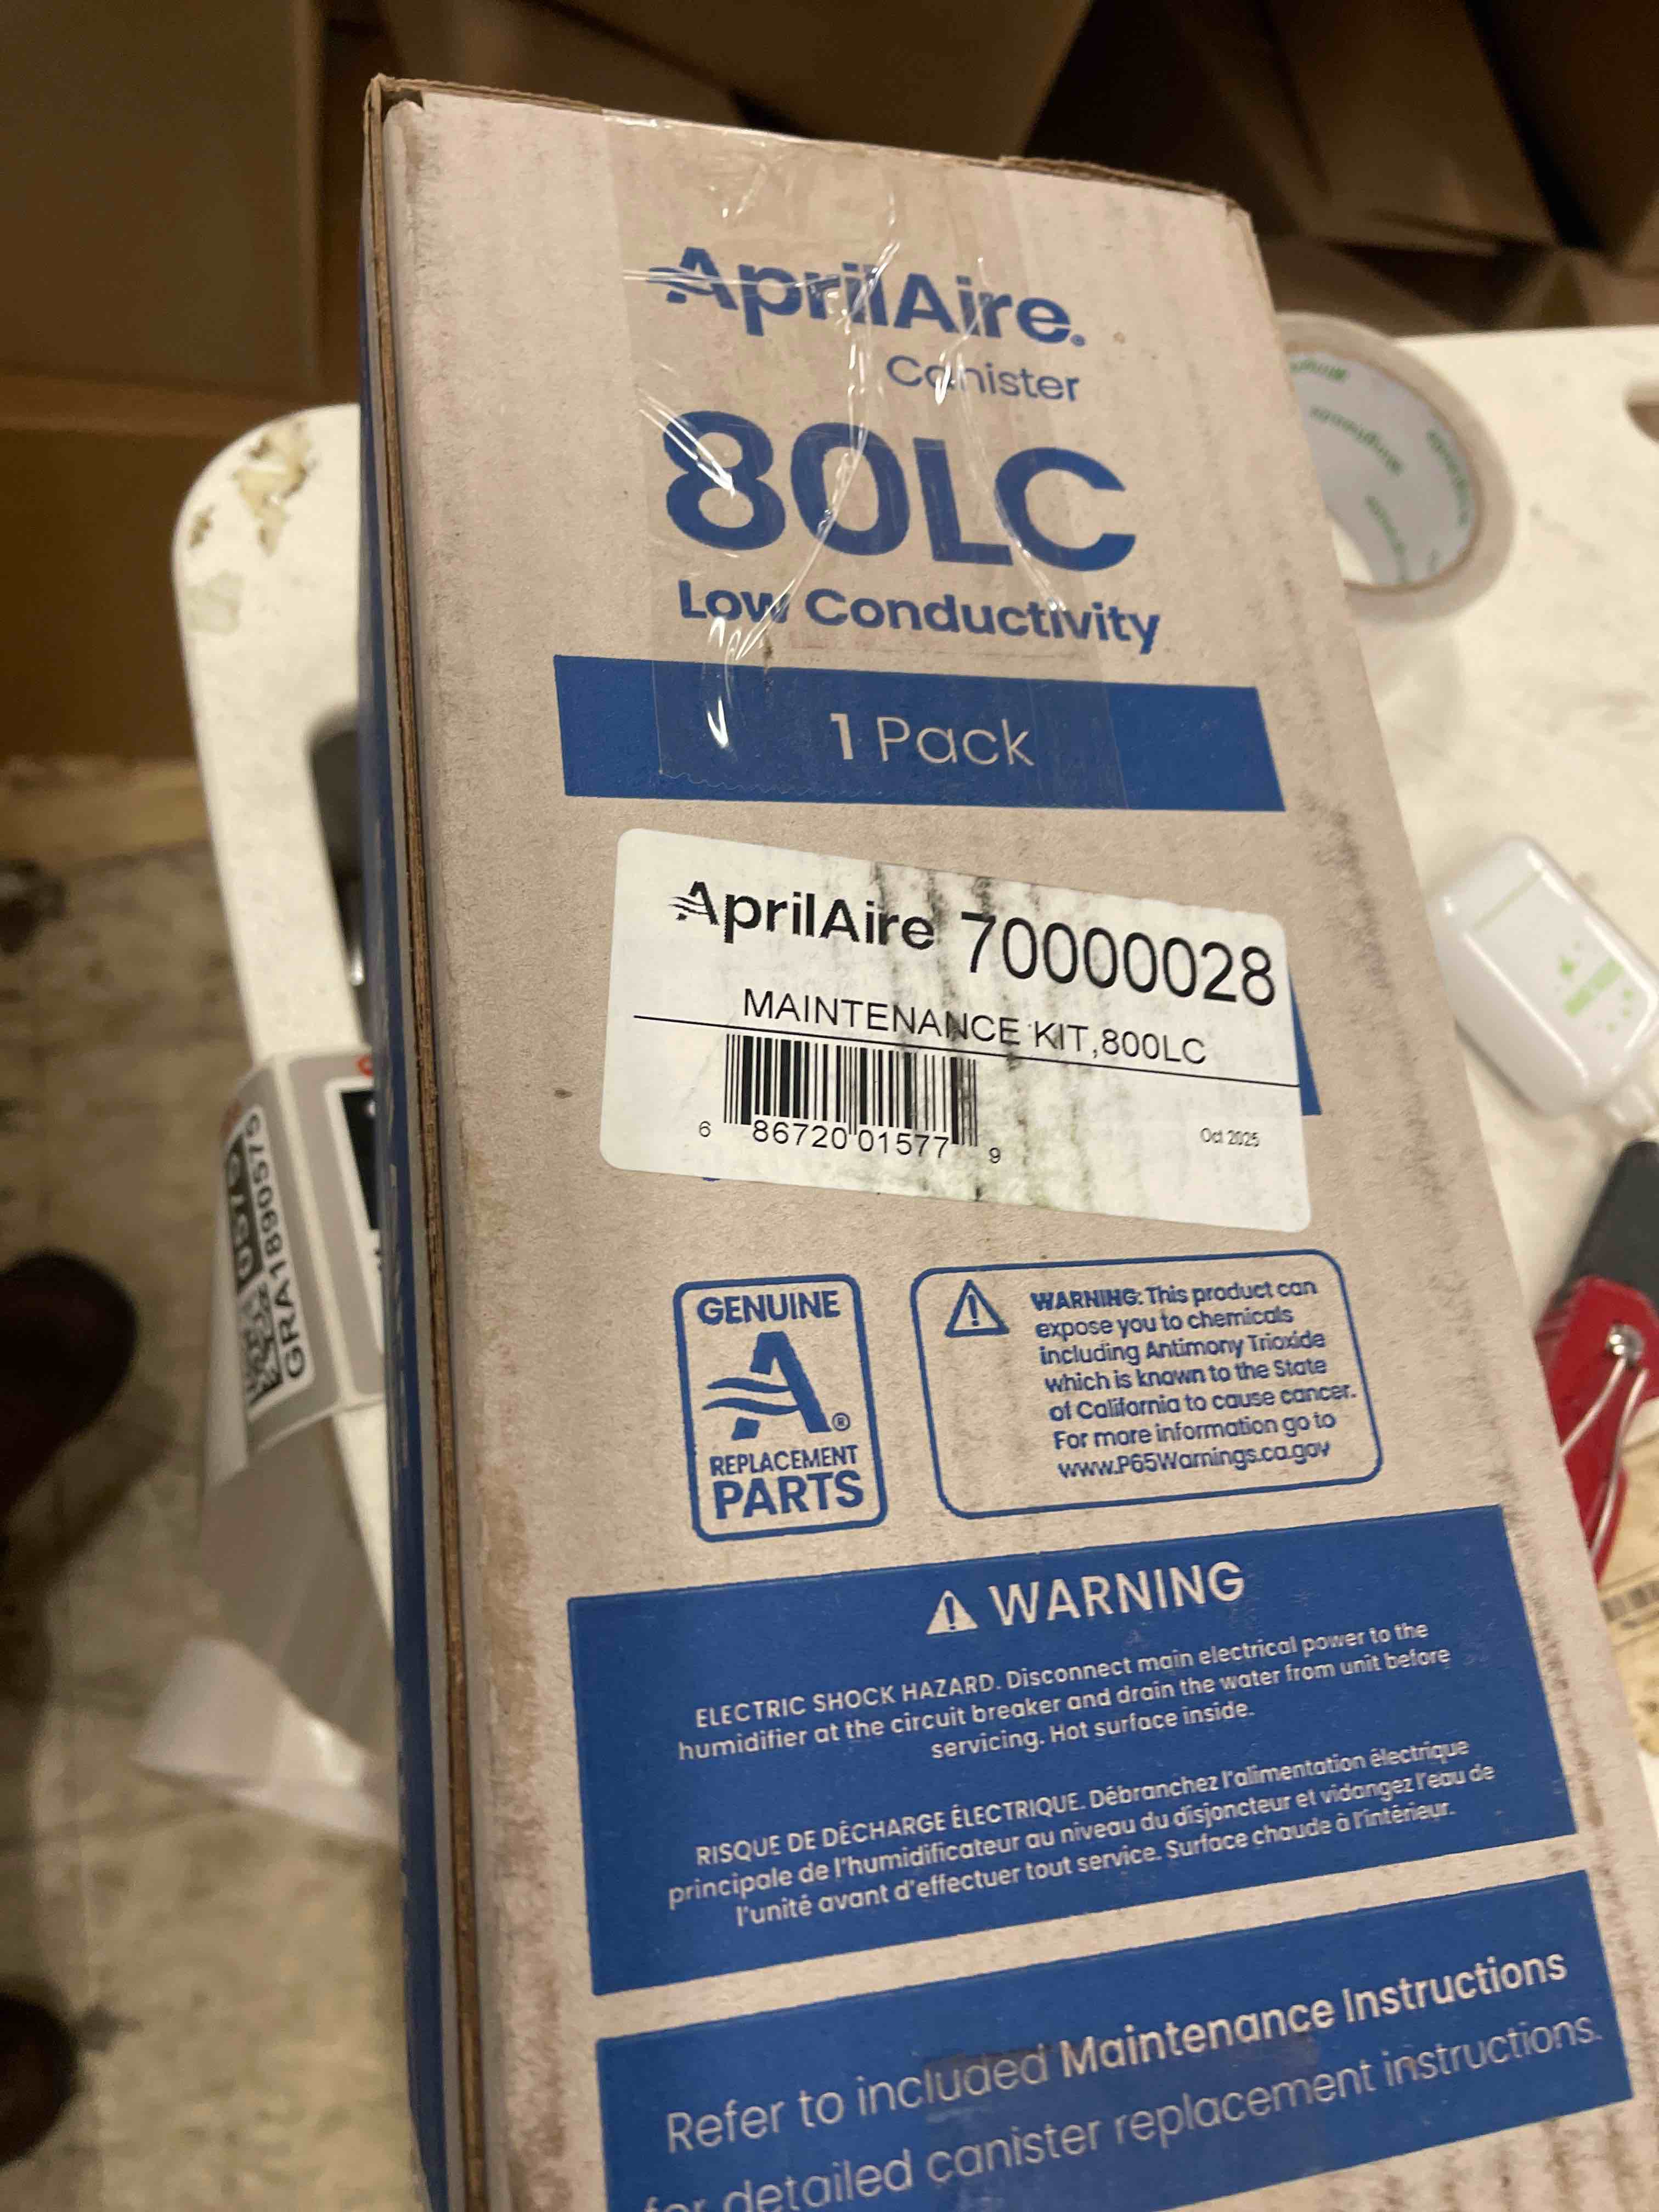 AprilAire®
Canister
80LC
Low Conductivity
1 Pack
AprilAire 70000028
MAINTENANCE KIT,800LC
6 86720 01577 9
Oct 2025
GENUINE
A®
REPLACEMENT
PARTS
WARNING: This product can
expose you to chemicals
including Antimony Trioxide
which is known to the State
of California to cause cancer.
For more information go to
www.P65Warnings.ca.gov
WARNING
ELECTRIC SHOCK HAZARD. Disconnect main electrical power to the
humidifier at the circuit breaker and drain the water from unit before
servicing. Hot surface inside.
RISQUE DE DÉCHARGE ÉLECTRIQUE. Débranchez l'alimentation électrique
principale de l'humidificateur au niveau du disjoncteur et vidangez l'eau de
l'unité avant d'effectuer tout service. Surface chaude à l'intérieur.
Refer to included Maintenance Instructions
for detailed canister replacement instructions.
GRA1890557G